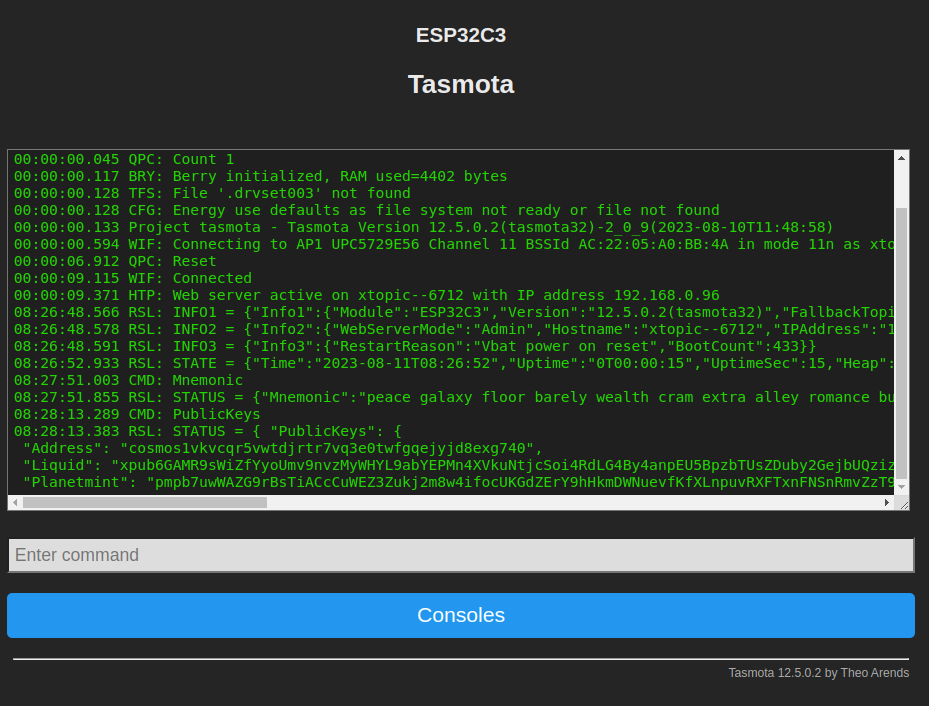 ESP32C3
Tasmota
00:00:00.045 QPC: Count 1
00:00:00.117 BRY: Berry initialized, RAM used=4402 bytes
00:00:00.128 TFS: File '.drvset003' not found
00:00:00.128 CFG: Energy use defaults as file system not ready or file not found
00:00:00.133 Project tasmota - Tasmota Version 12.5.0.2(tasmota32)-2_0_9(2023-08-10T11:48:58)
00:00:00.594 WIF: Connecting to AP1 UPC5729E56 Channel 11 BSSId AC:22:05:A0:BB:4A in mode 11n as xto
00:00:06.912 QPC: Reset
00:00:09.115 WIF: Connected
00:00:09.371 HTP: Web server active on xtopic--6712 with IP address 192.168.0.96
08:26:48.566 RSL: INFO1 = {"Info1":{"Module":"ESP32C3","Version":"12.5.0.2(tasmota32)","FallbackTopi
08:26:48.578 RSL: INFO2 = {"Info2":{"WebServerMode":"Admin","Hostname":"xtopic--6712","IPAddress":"1
08:26:48.591 RSL: INFO3 = {"Info3":{"RestartReason":"Vbat power on reset","BootCount":433}}
08:26:52.933 RSL: STATE = {"Time":"2023-08-11T08:26:52","Uptime":"0T00:00:15","UptimeSec":15,"Heap":
08:27:51.003 CMD: Mnemonic
08:27:51.855 RSL: STATUS = {"Mnemonic":"peace galaxy floor barely wealth cram extra alley romance bu
08:28:13.289 CMD: PublicKeys
08:28:13.383 RSL: STATUS = { "PublicKeys": {
"Address": "cosmos1vkvcqr5vwtdjrtr7vq3e0twfgqejyjd8exg740",
"Liquid": "xpub6GAMR9sWiZfYyoUmv9nvzMyWHYL9abYEPMn4XVkuNtjcSoi4RdLG4By4anpEU5BpzbTUsZDuby2GejbUQziz
"Planetmint": "pmpb7uwWAZG9rBsTiACcCuWEZ3Zukj2m8w4ifocUKGdZErY9hHkmDWNuevfKfXLnpuvRXFTxnFNSnRmvZzT9
Enter command
Consoles
Tasmota 12.5.0.2 by Theo Arends